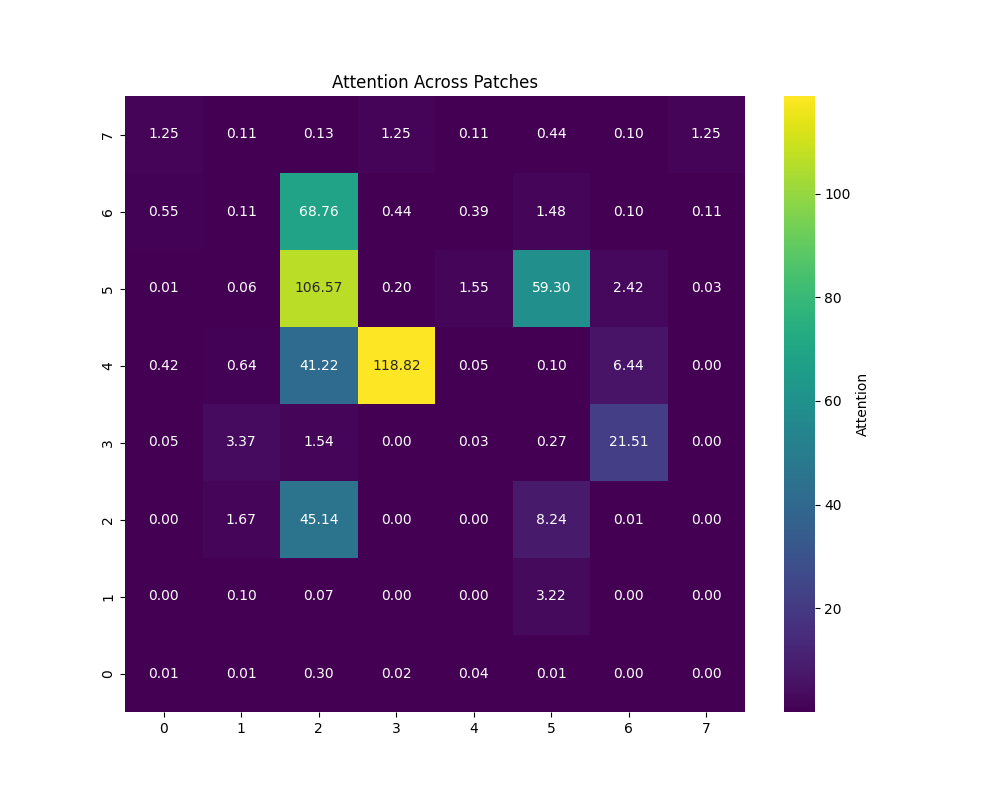 Attention Across Patches
7 1.25 0.11 0.13 1.25 0.11 0.44 0.10 1.25
6 0.55 0.11 68.76 0.44 0.39 1.48 0.10 0.11
5 0.01 0.06 106.57 0.20 1.55 59.30 2.42 0.03
4 0.42 0.64 41.22 118.82 0.05 0.10 6.44 0.00
3 0.05 3.37 1.54 0.00 0.03 0.27 21.51 0.00
2 0.00 1.67 45.14 0.00 0.00 8.24 0.01 0.00
1 0.00 0.10 0.07 0.00 0.00 3.22 0.00 0.00
0 0.01 0.01 0.30 0.02 0.04 0.01 0.00 0.00
0 1 2 3 4 5 6 7
100
80
60
40
20
Attention